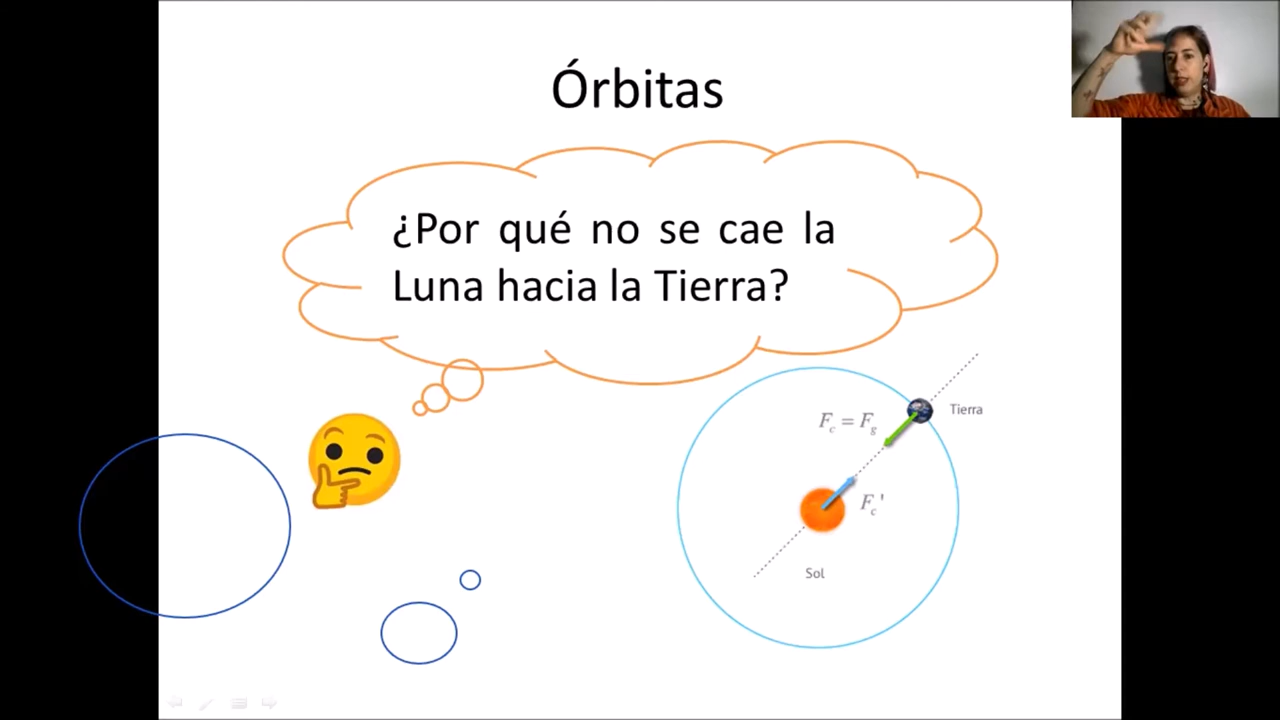 Órbitas
¿Por qué no se cae la
Luna hacia la Tierra?
Tierra
F_c = F_g
F_c'
Sol